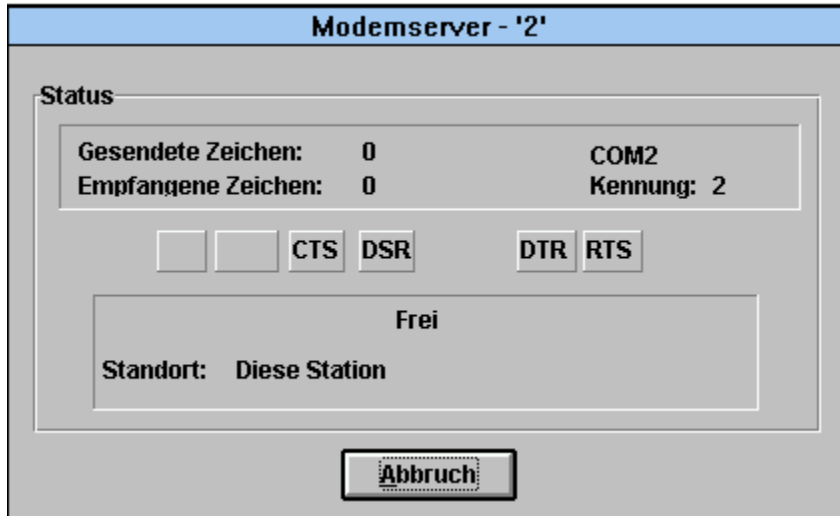 Modemserver - '2'
Status
Gesendete Zeichen: 0 COM2
Empfangene Zeichen: 0 Kennung: 2
CTS DSR DTR RTS
Frei
Standort: Diese Station
Abbruch